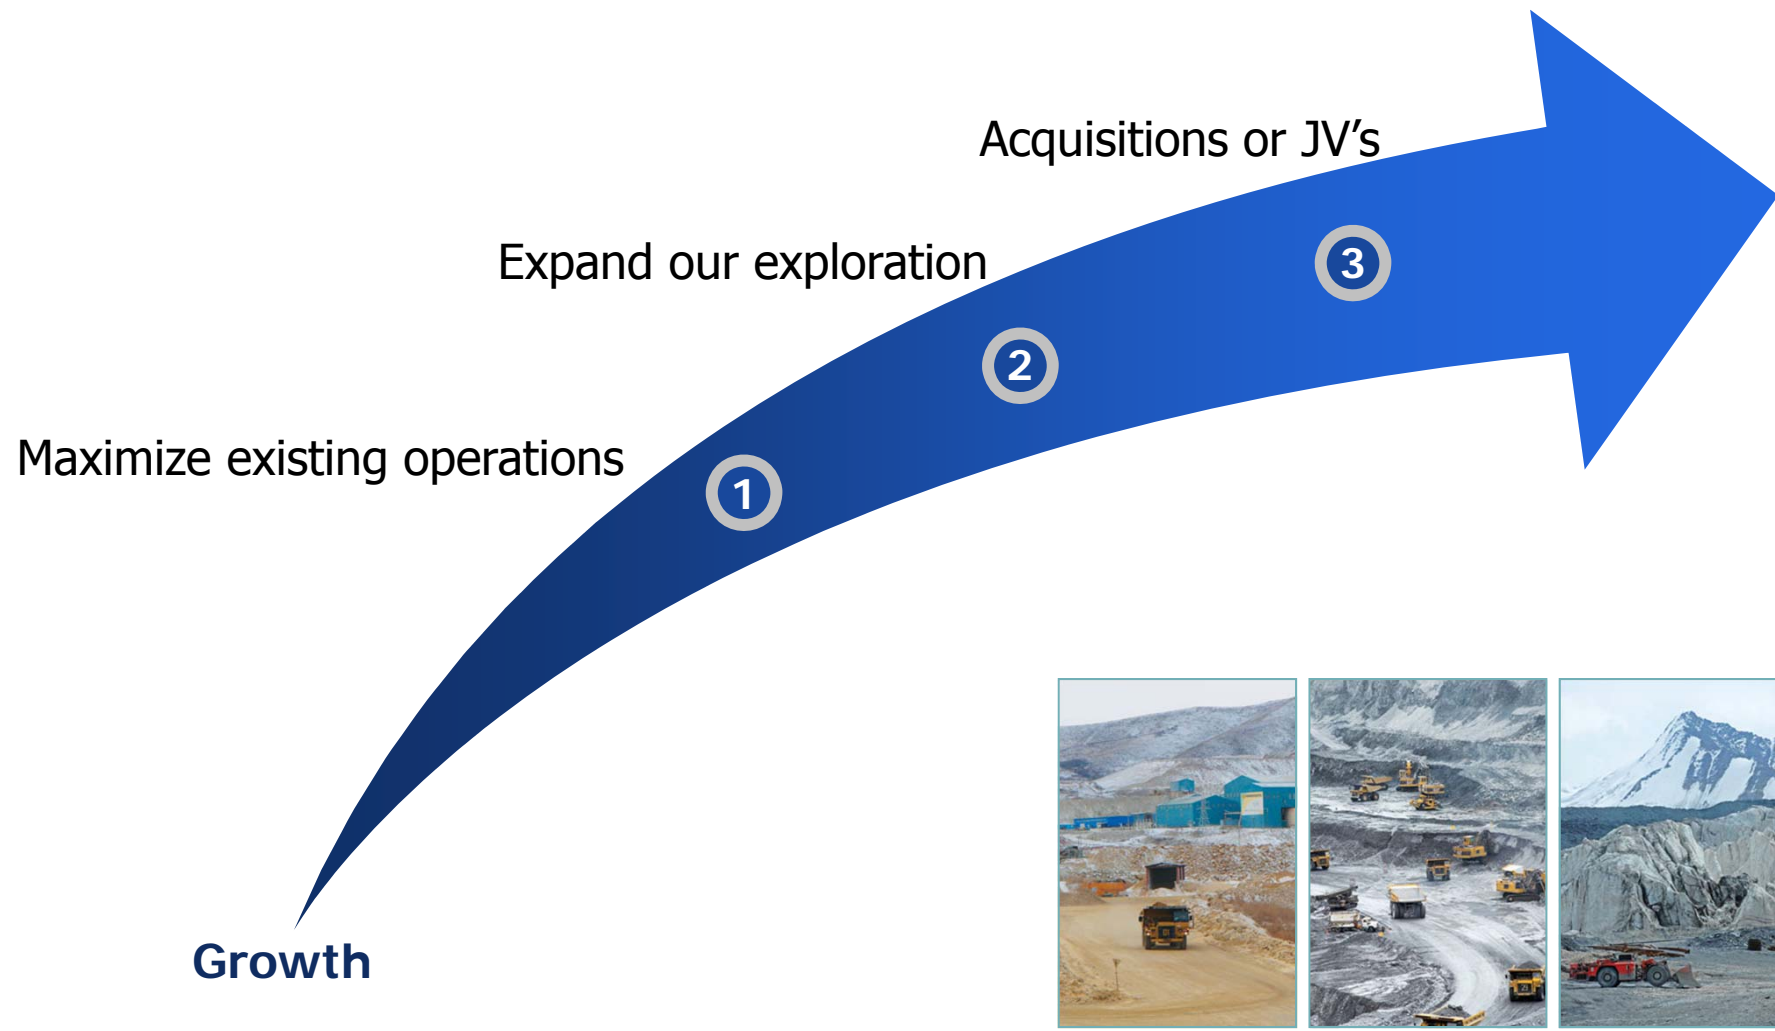 Acquisitions or JV’s
3
Expand our exploration
2
Maximize existing operations
1
Growth